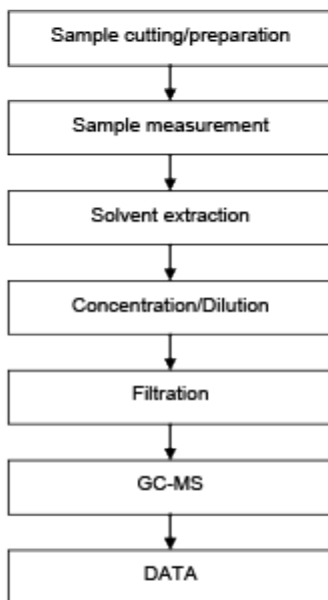 Sample cutting/preparation
Sample measurement
Solvent extraction
Concentration/Dilution
Filtration
GC-MS
DATA